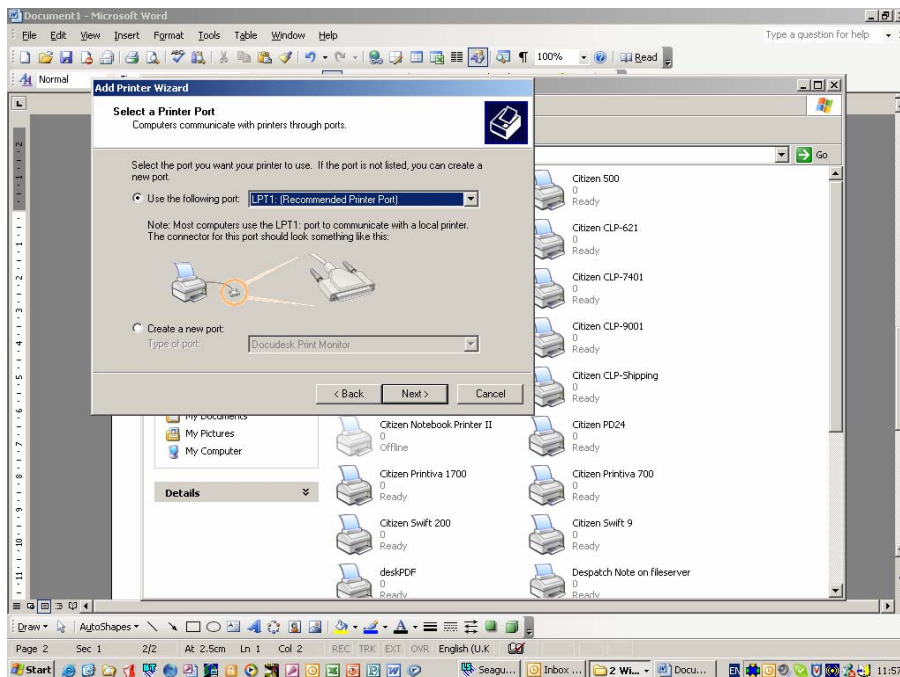 Document1 - Microsoft Word
File Edit View Insert Format Tools Table Window Help
Type a question for help
100%
Read
Normal
Add Printer Wizard
Select a Printer Port
Computers communicate with printers through ports.
Select the port you want your printer to use. If the port is not listed, you can create a
new port.
Use the following port:
LPT1: (Recommended Printer Port)
Note: Most computers use the LPT1: port to communicate with a local printer.
The connector for this port should look something like this:
Create a new port:
Type of port:
Docudesk Print Monitor
< Back
Next >
Cancel
Go
Citizen 500
0
Ready
Citizen CLP-621
0
Ready
Citizen CLP-7401
0
Ready
Citizen CLP-9001
0
Ready
Citizen CLP-Shipping
0
Ready
My Documents
My Pictures
My Computer
Details
Citizen Notebook Printer II
0
Offline
Citizen PD24
0
Ready
Citizen Printiva 1700
0
Ready
Citizen Printiva 700
0
Ready
Citizen Swift 200
0
Ready
Citizen Swift 9
0
Ready
deskPDF
0
Ready
Despatch Note on fileserver
0
Ready
Draw AutoShapes
Page 2 Sec 1 2/2 At 2.5cm Ln 1 Col 2 REC TRK EXT OVR English (U.K
Start Seagu... Inbox ... 2 Wi... Docu... EN 11:57